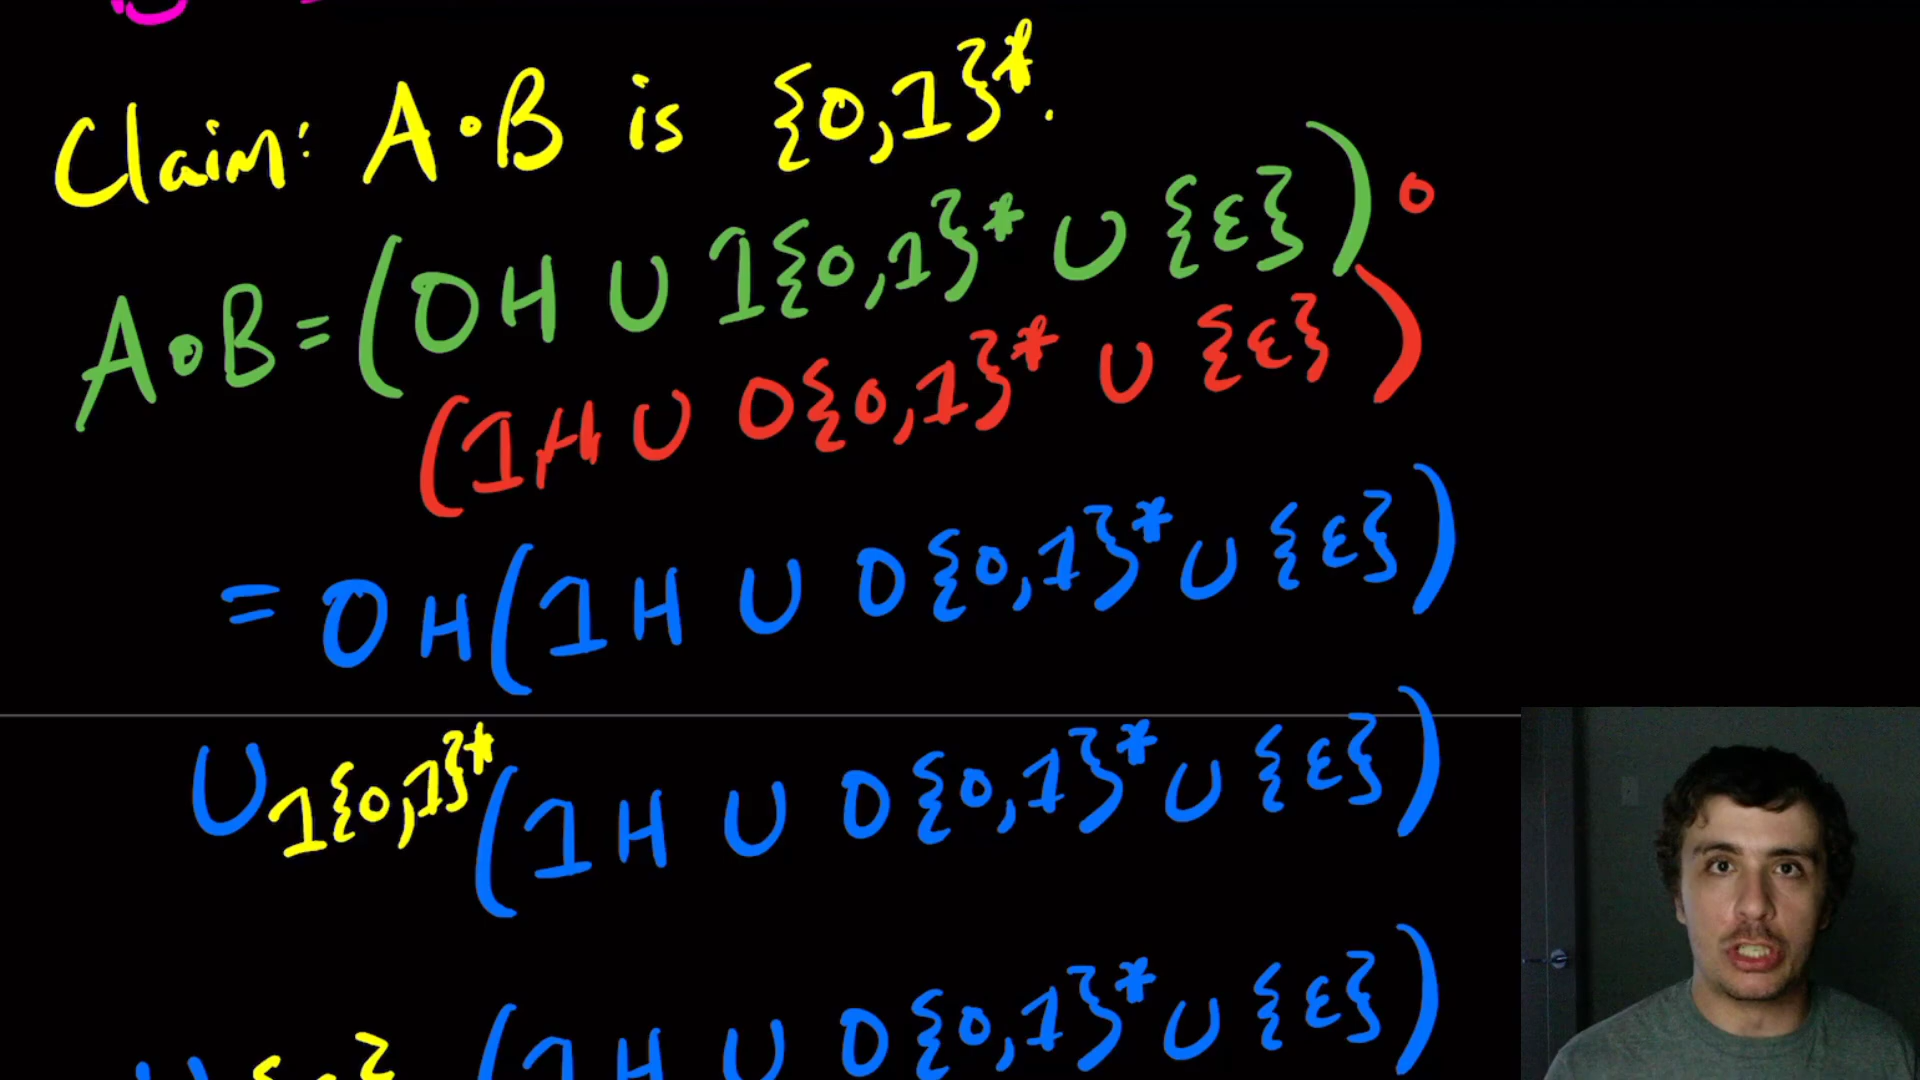 Claim: A∘B is {0,1}*.
A∘B = (0H ∪ 1{0,1}* ∪ {ε}) ∘
(1H ∪ 0{0,1}* ∪ {ε})
= 0H(1H ∪ 0{0,1}* ∪ {ε})
∪ 1{0,1}*(1H ∪ 0{0,1}* ∪ {ε})
∪ {ε} (1H ∪ 0{0,1}* ∪ {ε})